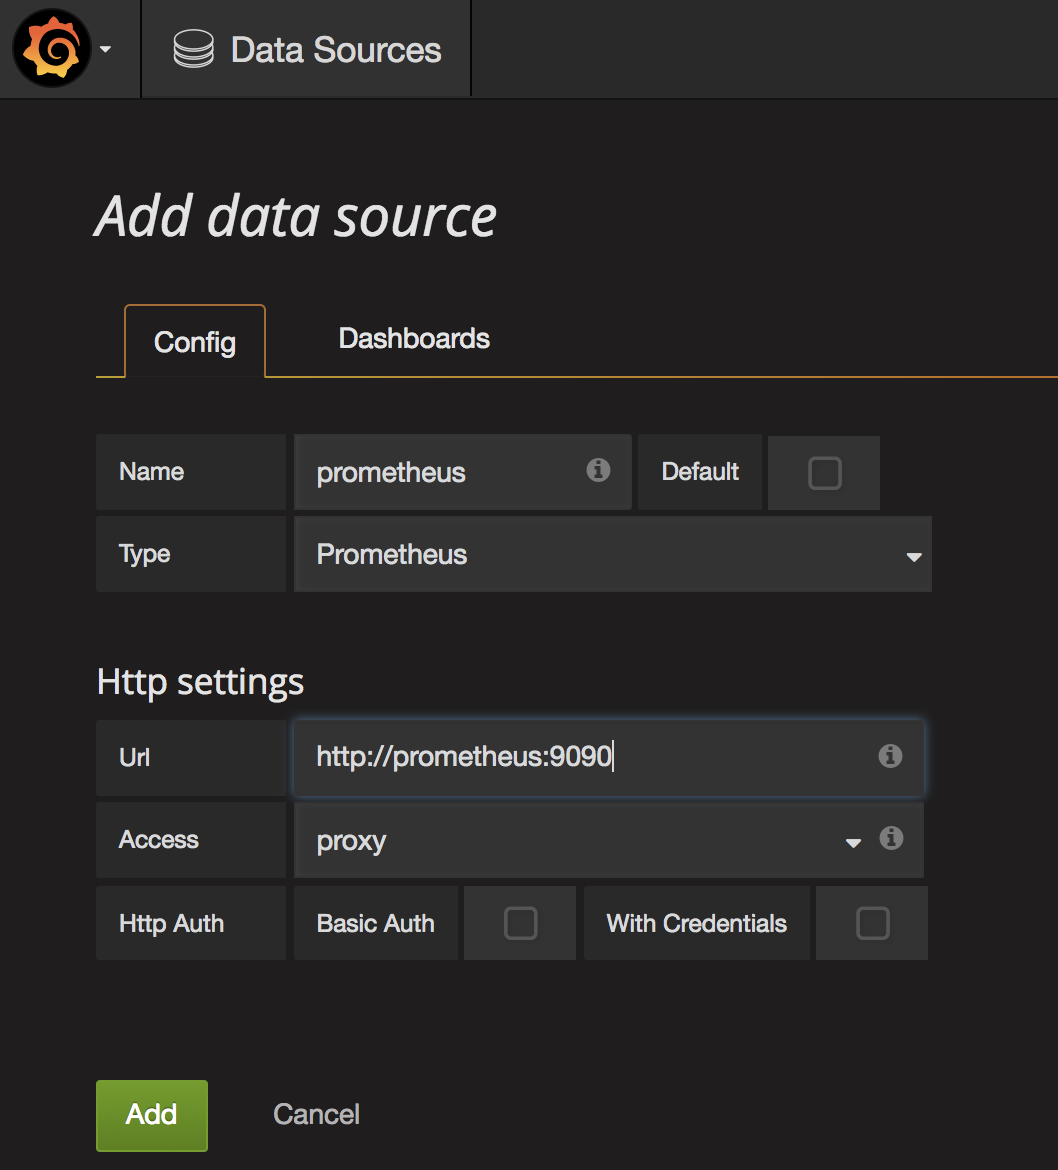 Data Sources
Add data source
Config Dashboards
Name prometheus Default
Type Prometheus
Http settings
Url http://prometheus:9090
Access proxy
Http Auth Basic Auth With Credentials
Add Cancel